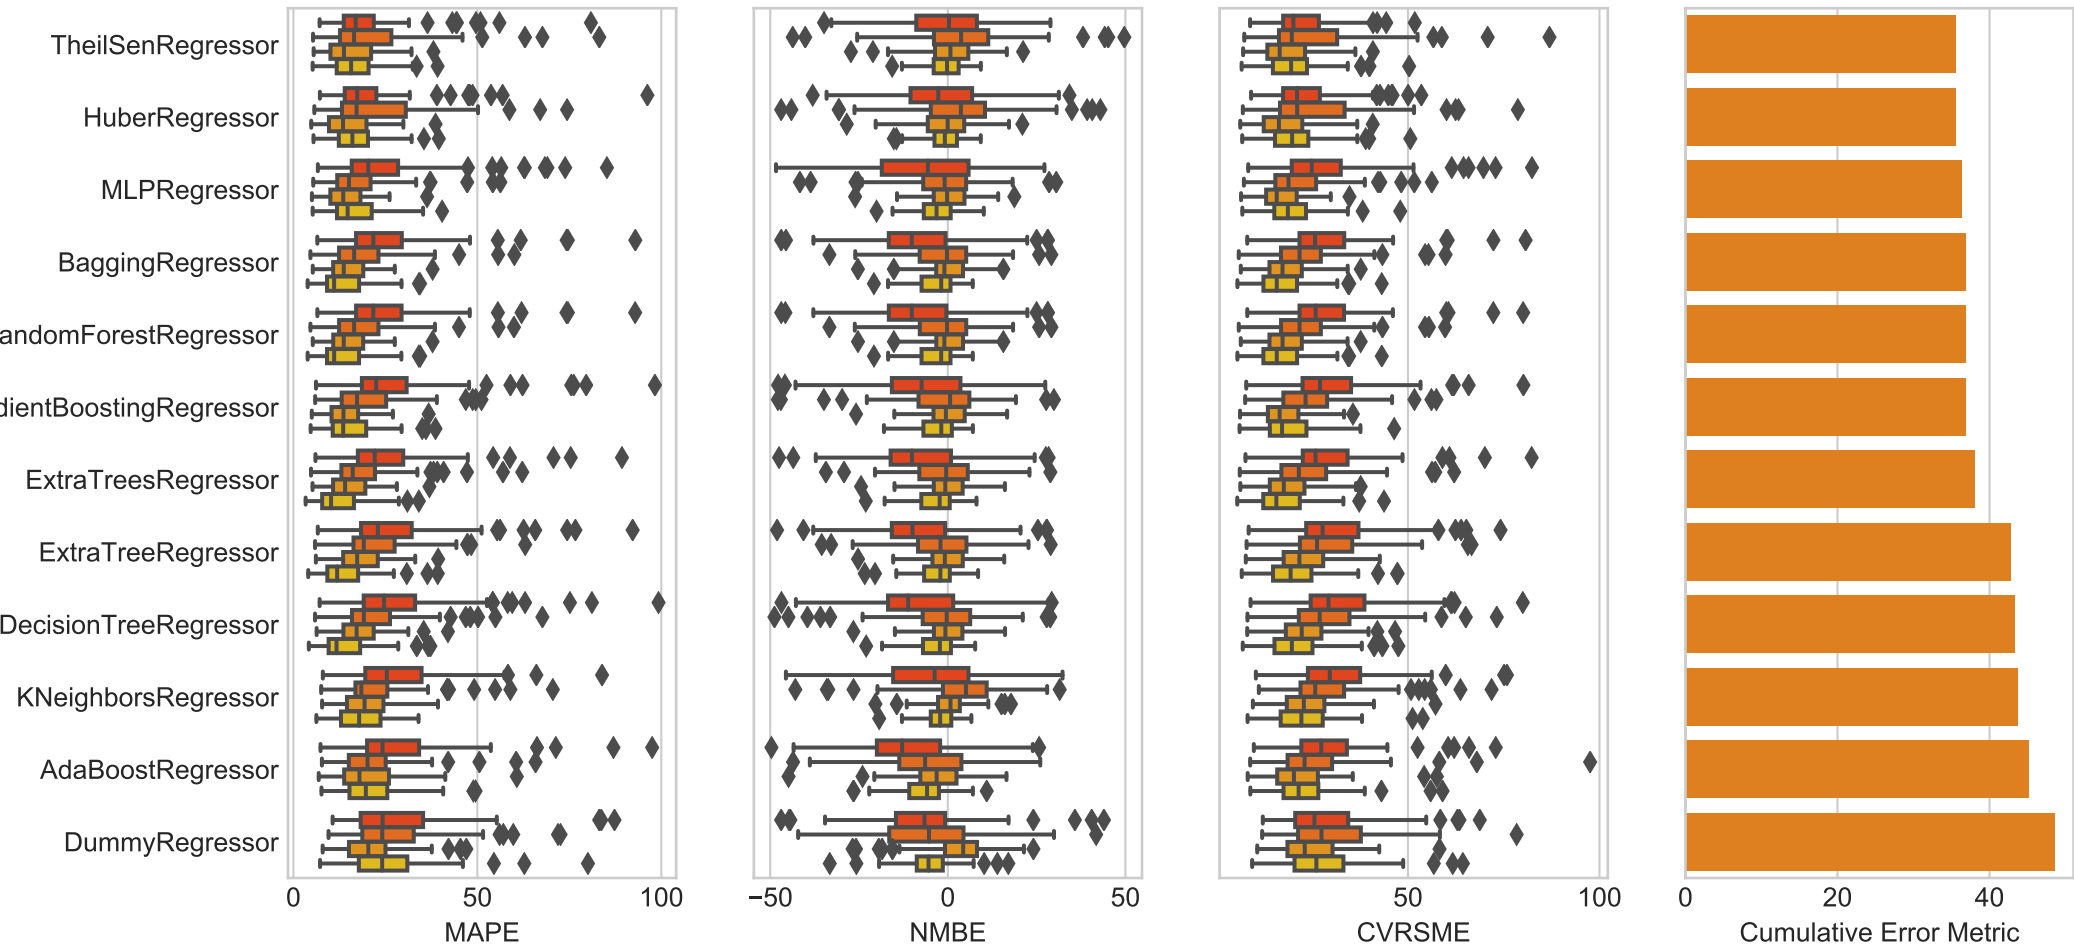 TheilSenRegressor
HuberRegressor
MLPRegressor
BaggingRegressor
andomForestRegressor
dientBoostingRegressor
ExtraTreesRegressor
ExtraTreeRegressor
DecisionTreeRegressor
KNeighborsRegressor
AdaBoostRegressor
DummyRegressor
0 50 100
MAPE
−50 0 50
NMBE
50 100
CVRSME
0 20 40
Cumulative Error Metric